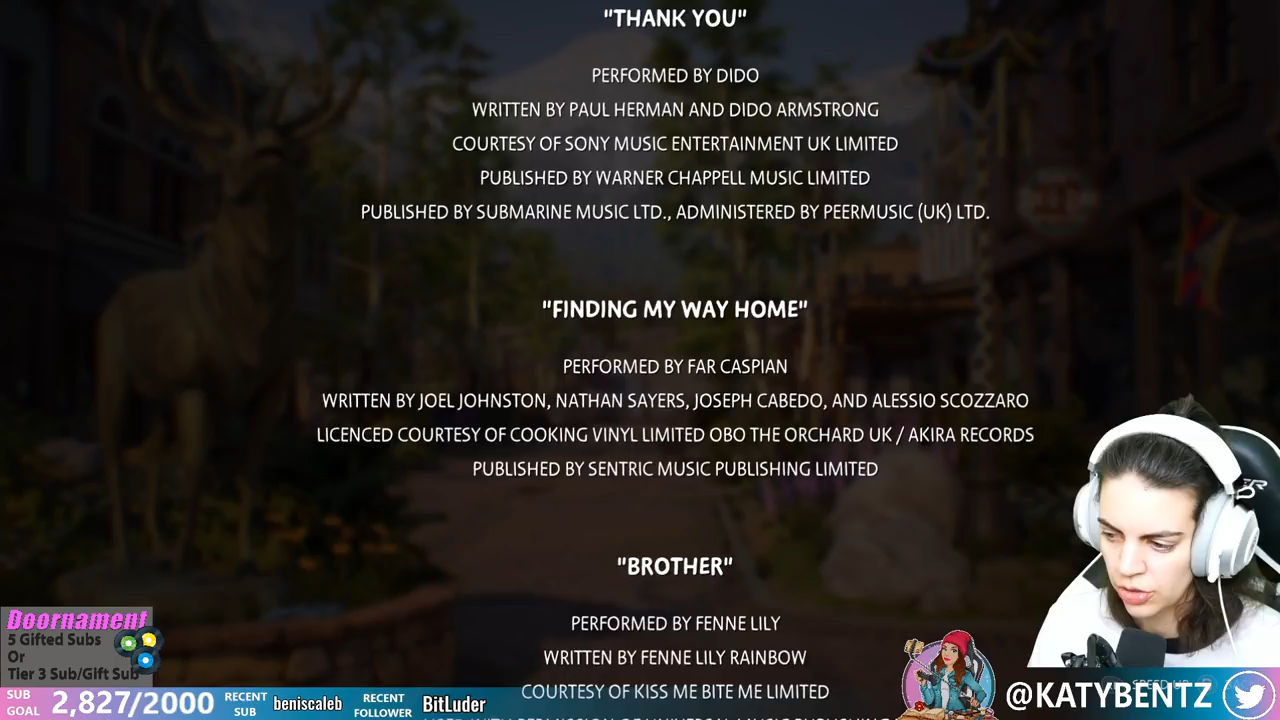 "THANK YOU"
PERFORMED BY DIDO
WRITTEN BY PAUL HERMAN AND DIDO ARMSTRONG
COURTESY OF SONY MUSIC ENTERTAINMENT UK LIMITED
PUBLISHED BY WARNER CHAPPELL MUSIC LIMITED
PUBLISHED BY SUBMARINE MUSIC LTD., ADMINISTERED BY PEERMUSIC (UK) LTD.
"FINDING MY WAY HOME"
PERFORMED BY FAR CASPIAN
WRITTEN BY JOEL JOHNSTON, NATHAN SAYERS, JOSEPH CABEDO, AND ALESSIO SCOZZARO
LICENCED COURTESY OF COOKING VINYL LIMITED OBO THE ORCHARD UK / AKIRA RECORDS
PUBLISHED BY SENTRIC MUSIC PUBLISHING LIMITED
"BROTHER"
PERFORMED BY FENNE LILY
WRITTEN BY FENNE LILY RAINBOW
COURTESY OF KISS ME BITE ME LIMITED
Doornament
5 Gifted Subs
Or
Tier 3 Sub/Gift Sub
SUB GOAL 2,827/2000 RECENT SUB beniscaleb RECENT FOLLOWER BitLuder
SPEED UP
@KATYBENTZ